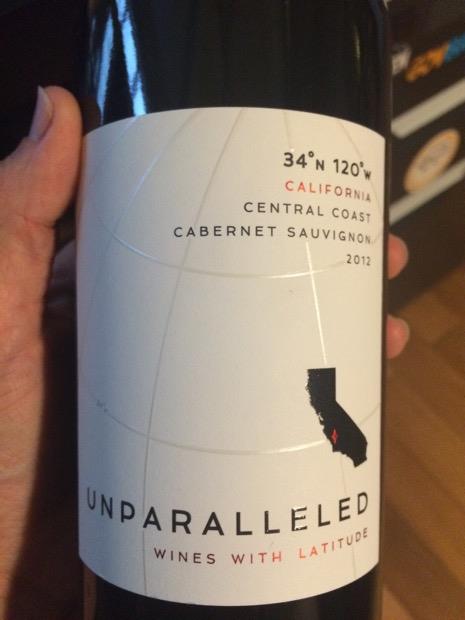 34°N 120°W
CALIFORNIA
CENTRAL COAST
CABERNET SAUVIGNON
2012
UNPARALLELED
WINES WITH LATITUDE